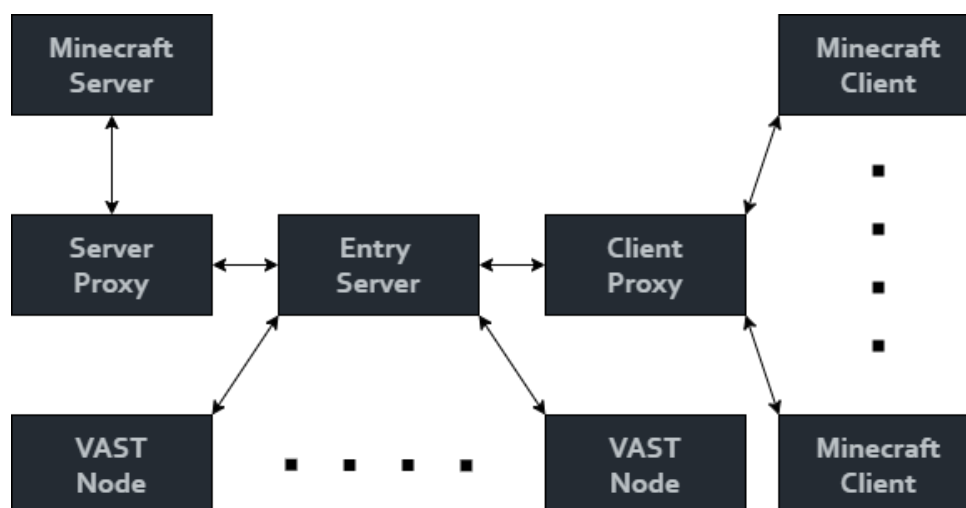 Minecraft
Server
Minecraft
Client
Server
Proxy
Entry
Server
Client
Proxy
VAST
Node
VAST
Node
Minecraft
Client